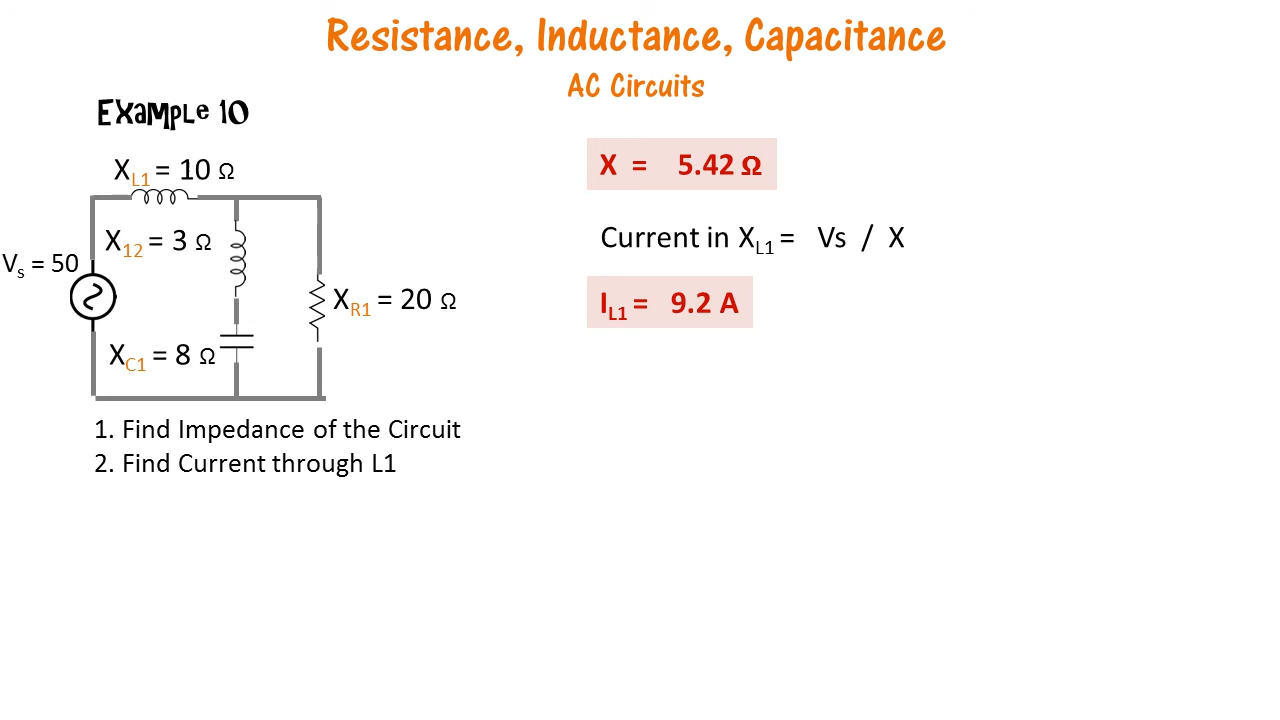 Resistance, Inductance, Capacitance
AC Circuits
Example 10
XL1 = 10 Ω
X12 = 3 Ω
Vs = 50
XR1 = 20 Ω
XC1 = 8 Ω
1. Find Impedance of the Circuit
2. Find Current through L1
X = 5.42 Ω
Current in XL1 = Vs / X
IL1 = 9.2 A